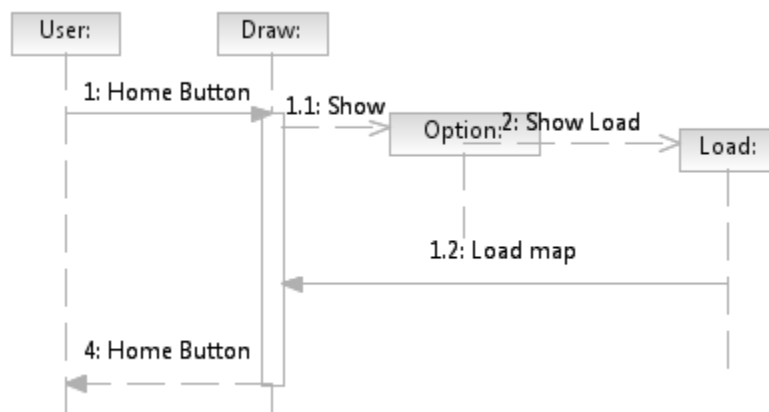 User:
Draw:
1: Home Button
1.1: Show
Option:
2: Show Load
Load:
1.2: Load map
4: Home Button